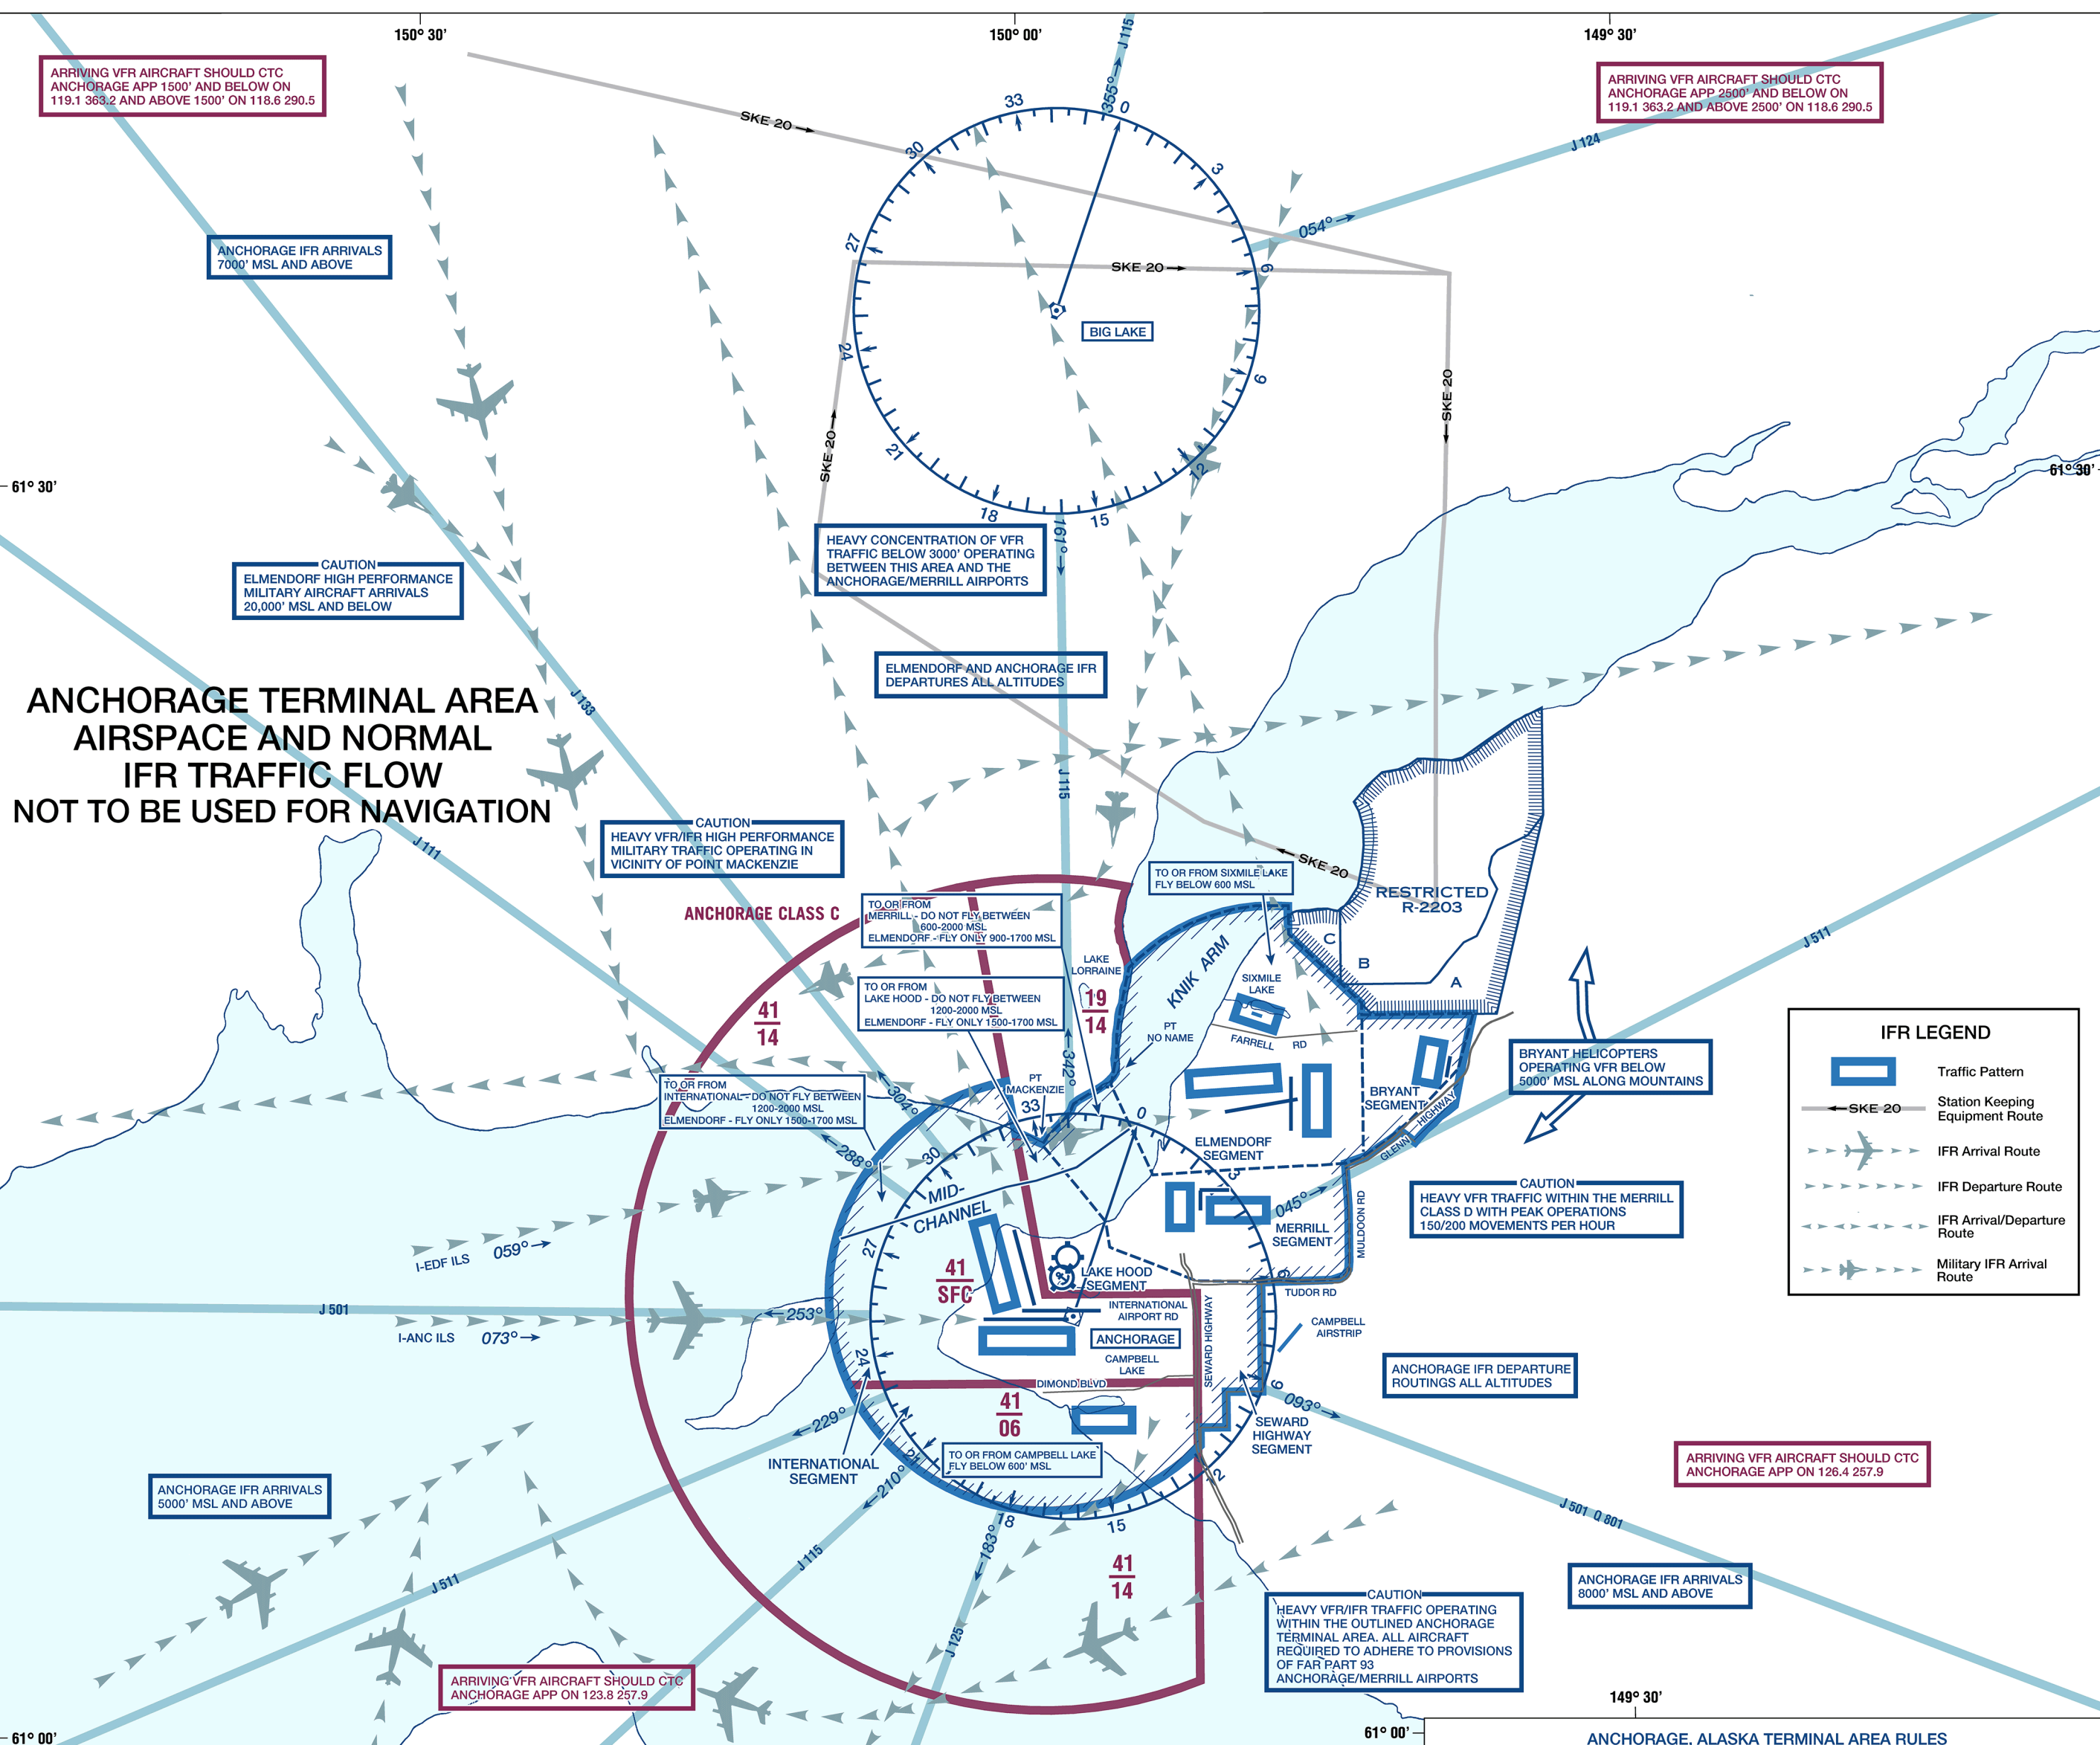 150° 30'
150° 00'
149° 30'
J 115
355°
ARRIVING VFR AIRCRAFT SHOULD CTC
ANCHORAGE APP 1500' AND BELOW ON
119.1 363.2 AND ABOVE 1500' ON 118.6 290.5
ARRIVING VFR AIRCRAFT SHOULD CTC
ANCHORAGE APP 2500' AND BELOW ON
119.1 363.2 AND ABOVE 2500' ON 118.6 290.5
SKE 20
33
0
3
6
9
12
15
18
21
24
27
30
J 124
054°
ANCHORAGE IFR ARRIVALS
7000' MSL AND ABOVE
SKE 20
BIG LAKE
SKE 20
SKE 20
61° 30'
61° 30'
161°
HEAVY CONCENTRATION OF VFR
TRAFFIC BELOW 3000' OPERATING
BETWEEN THIS AREA AND THE
ANCHORAGE/MERRILL AIRPORTS
CAUTION
ELMENDORF HIGH PERFORMANCE
MILITARY AIRCRAFT ARRIVALS
20,000' MSL AND BELOW
ELMENDORF AND ANCHORAGE IFR
DEPARTURES ALL ALTITUDES
ANCHORAGE TERMINAL AREA
AIRSPACE AND NORMAL
IFR TRAFFIC FLOW
NOT TO BE USED FOR NAVIGATION
J 133
J 111
J 115
CAUTION
HEAVY VFR/IFR HIGH PERFORMANCE
MILITARY TRAFFIC OPERATING IN
VICINITY OF POINT MACKENZIE
SKE 20
TO OR FROM SIXMILE LAKE
FLY BELOW 600 MSL
RESTRICTED
R-2203
C
B
A
ANCHORAGE CLASS C
TO OR FROM
MERRILL - DO NOT FLY BETWEEN
600-2000 MSL
ELMENDORF - FLY ONLY 900-1700 MSL
J 511
LAKE
LORRAINE
KNIK ARM
SIXMILE
LAKE
TO OR FROM
LAKE HOOD - DO NOT FLY BETWEEN
1200-2000 MSL
ELMENDORF - FLY ONLY 1500-1700 MSL
41
14
19
14
PT
NO NAME
FARRELL RD
342°
IFR LEGEND
Traffic Pattern
SKE 20
Station Keeping
Equipment Route
IFR Arrival Route
IFR Departure Route
IFR Arrival/Departure
Route
Military IFR Arrival
Route
BRYANT HELICOPTERS
OPERATING VFR BELOW
5000' MSL ALONG MOUNTAINS
TO OR FROM
INTERNATIONAL - DO NOT FLY BETWEEN
1200-2000 MSL
ELMENDORF - FLY ONLY 1500-1700 MSL
304°
288°
PT
MACKENZIE
BRYANT
SEGMENT
GLENN HIGHWAY
33
0
3
6
9
12
15
18
21
24
27
30
ELMENDORF
SEGMENT
MID-
CHANNEL
045°
MERRILL
SEGMENT
MULDOON RD
CAUTION
HEAVY VFR TRAFFIC WITHIN THE MERRILL
CLASS D WITH PEAK OPERATIONS
150/200 MOVEMENTS PER HOUR
I-EDF ILS 059°
41
SFC
LAKE HOOD
SEGMENT
TUDOR RD
J 501
253°
I-ANC ILS 073°
INTERNATIONAL
AIRPORT RD
ANCHORAGE
SEWARD HIGHWAY
CAMPBELL
AIRSTRIP
CAMPBELL
LAKE
DIMOND BLVD
ANCHORAGE IFR DEPARTURE
ROUTINGS ALL ALTITUDES
093°
41
06
229°
SEWARD
HIGHWAY
SEGMENT
TO OR FROM CAMPBELL LAKE
FLY BELOW 600' MSL
INTERNATIONAL
SEGMENT
210°
183°
ARRIVING VFR AIRCRAFT SHOULD CTC
ANCHORAGE APP ON 126.4 257.9
ANCHORAGE IFR ARRIVALS
5000' MSL AND ABOVE
J 501 Q 801
J 511
J 115
41
14
J 125
ANCHORAGE IFR ARRIVALS
8000' MSL AND ABOVE
CAUTION
HEAVY VFR/IFR TRAFFIC OPERATING
WITHIN THE OUTLINED ANCHORAGE
TERMINAL AREA. ALL AIRCRAFT
REQUIRED TO ADHERE TO PROVISIONS
OF FAR PART 93
ANCHORAGE/MERRILL AIRPORTS
ARRIVING VFR AIRCRAFT SHOULD CTC
ANCHORAGE APP ON 123.8 257.9
149° 30'
61° 00'
61° 00'
ANCHORAGE, ALASKA TERMINAL AREA RULES